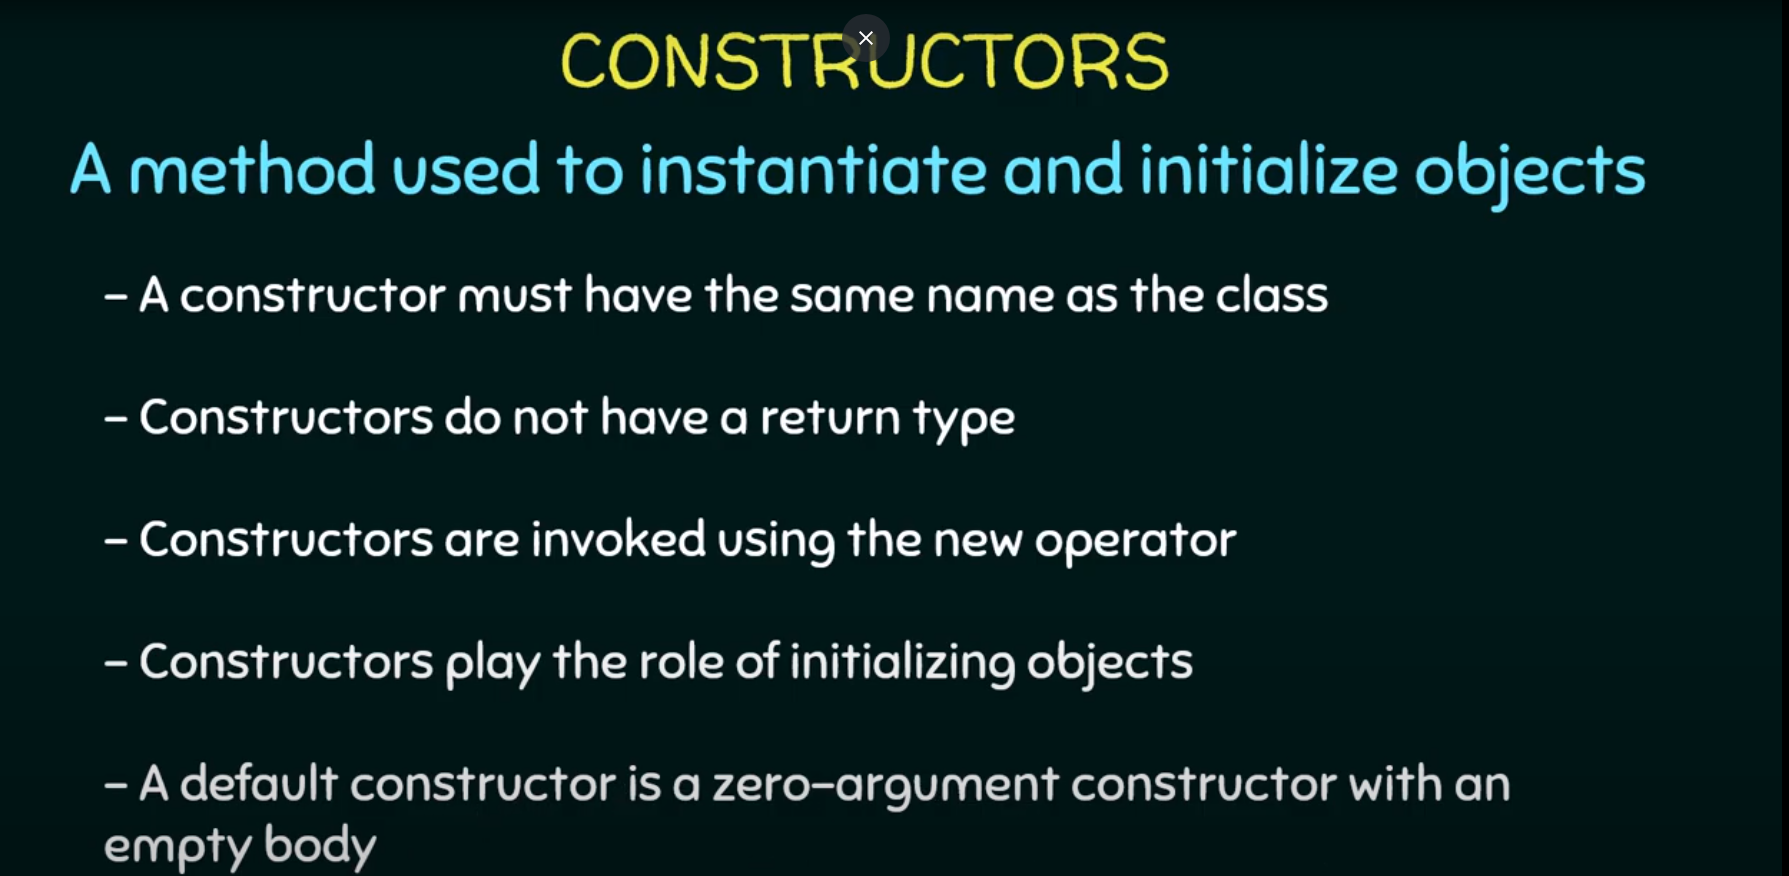 CONSTRUCTORS
A method used to instantiate and initialize objects
– A constructor must have the same name as the class
– Constructors do not have a return type
– Constructors are invoked using the new operator
– Constructors play the role of initializing objects
– A default constructor is a zero–argument constructor with an
empty body